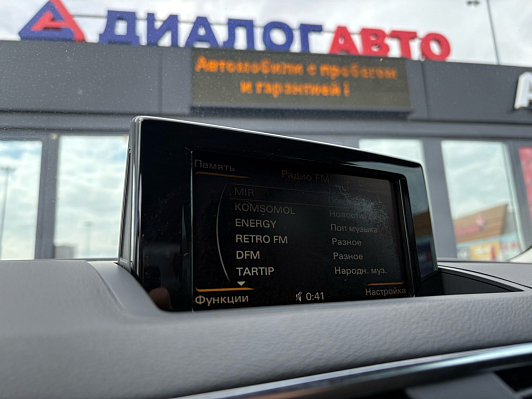 ДИАЛОГАВТО
Автомобили с пробегом
и гарантией!
Память
Радио FM
MIR
KOMSOMOL Новости
ENERGY Поп музыка
RETRO FM Разное
DFM Разное
TARTIP Народн. муз.
Функции 0:41 Настройка